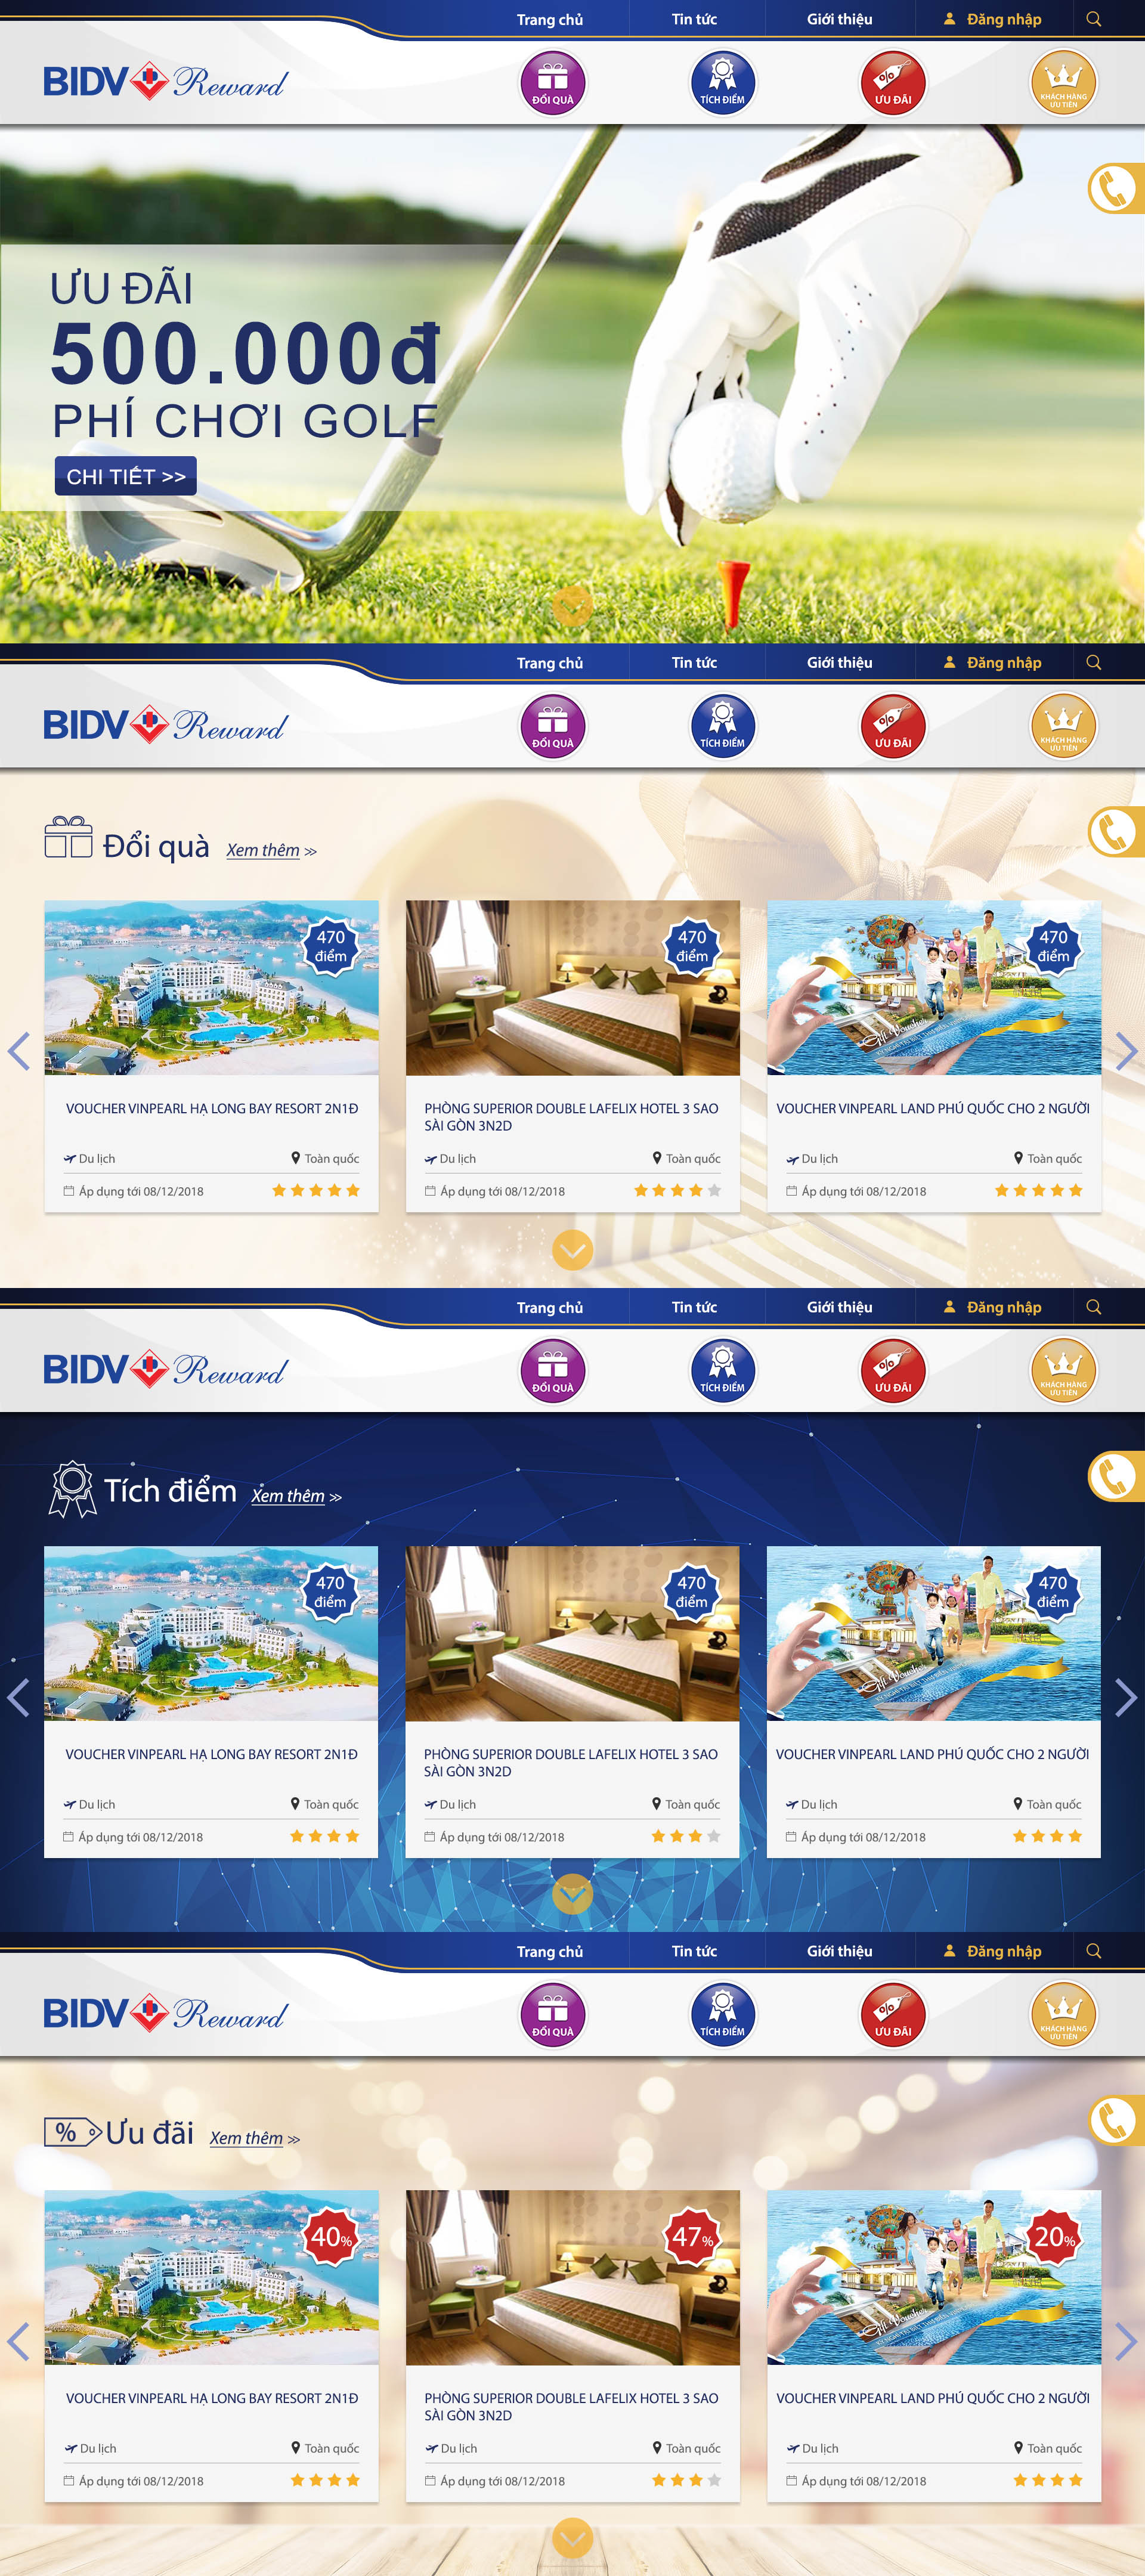 Trang chủ
Tin tức
Giới thiệu
Đăng nhập
BIDV Reward
ĐỔI QUÀ
TÍCH ĐIỂM
ƯU ĐÃI
KHÁCH HÀNG
ƯU TIÊN
ƯU ĐÃI
500.000đ
PHÍ CHƠI GOLF
CHI TIẾT >>
Trang chủ
Tin tức
Giới thiệu
Đăng nhập
BIDV Reward
ĐỔI QUÀ
TÍCH ĐIỂM
ƯU ĐÃI
KHÁCH HÀNG
ƯU TIÊN
Đổi quà
Xem thêm >>
470
điểm
470
điểm
470
điểm
Gift Voucher
VOUCHER VINPEARL HẠ LONG BAY RESORT 2N1Đ
Du lịch
Toàn quốc
Áp dụng tới 08/12/2018
PHÒNG SUPERIOR DOUBLE LAFELIX HOTEL 3 SAO
SÀI GÒN 3N2D
Du lịch
Toàn quốc
Áp dụng tới 08/12/2018
VOUCHER VINPEARL LAND PHÚ QUỐC CHO 2 NGƯỜI
Du lịch
Toàn quốc
Áp dụng tới 08/12/2018
Trang chủ
Tin tức
Giới thiệu
Đăng nhập
BIDV Reward
ĐỔI QUÀ
TÍCH ĐIỂM
ƯU ĐÃI
KHÁCH HÀNG
ƯU TIÊN
Tích điểm
Xem thêm >>
470
điểm
470
điểm
470
điểm
Gift Voucher
VOUCHER VINPEARL HẠ LONG BAY RESORT 2N1Đ
Du lịch
Toàn quốc
Áp dụng tới 08/12/2018
PHÒNG SUPERIOR DOUBLE LAFELIX HOTEL 3 SAO
SÀI GÒN 3N2D
Du lịch
Toàn quốc
Áp dụng tới 08/12/2018
VOUCHER VINPEARL LAND PHÚ QUỐC CHO 2 NGƯỜI
Du lịch
Toàn quốc
Áp dụng tới 08/12/2018
Trang chủ
Tin tức
Giới thiệu
Đăng nhập
BIDV Reward
ĐỔI QUÀ
TÍCH ĐIỂM
ƯU ĐÃI
KHÁCH HÀNG
ƯU TIÊN
% Ưu đãi
Xem thêm >>
40%
47%
20%
Gift Voucher
VOUCHER VINPEARL HẠ LONG BAY RESORT 2N1Đ
Du lịch
Toàn quốc
Áp dụng tới 08/12/2018
PHÒNG SUPERIOR DOUBLE LAFELIX HOTEL 3 SAO
SÀI GÒN 3N2D
Du lịch
Toàn quốc
Áp dụng tới 08/12/2018
VOUCHER VINPEARL LAND PHÚ QUỐC CHO 2 NGƯỜI
Du lịch
Toàn quốc
Áp dụng tới 08/12/2018